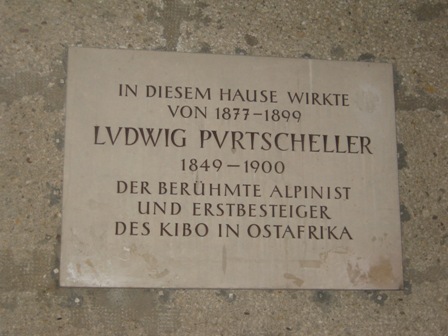 IN DIESEM HAUSE WIRKTE
VON 1877-1899
LVDWIG PVRTSCHELLER
1849-1900
DER BERÜHMTE ALPINIST
UND ERSTBESTEIGER
DES KIBO IN OSTAFRIKA